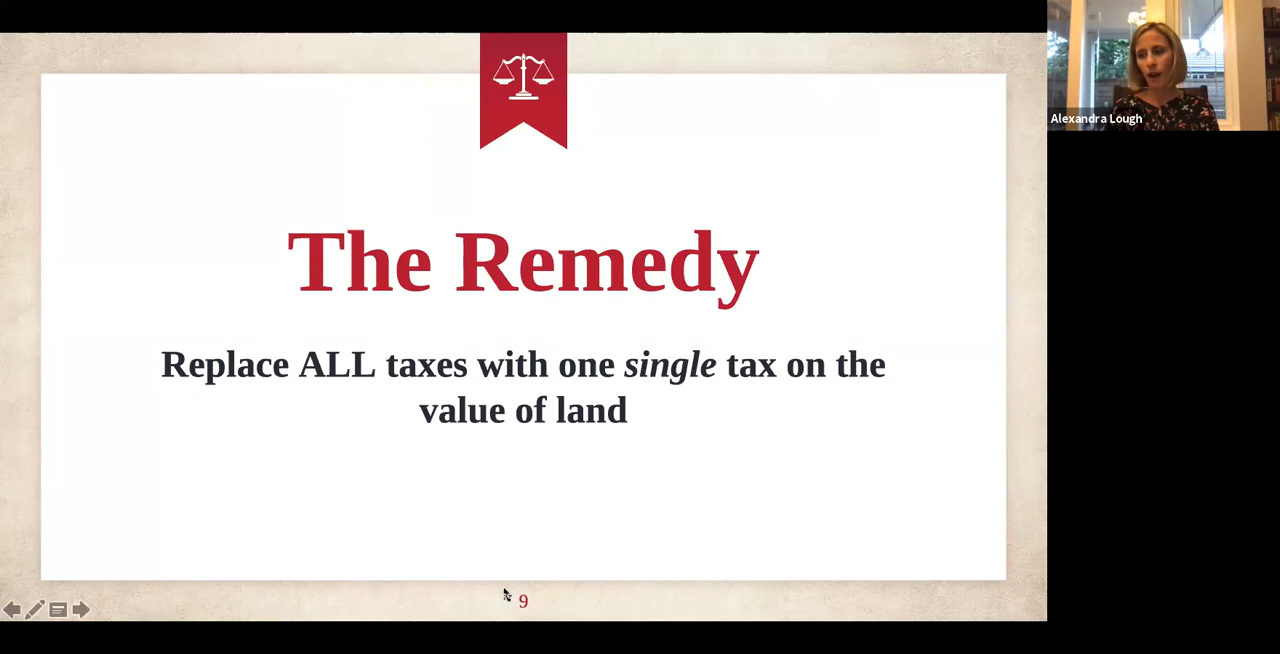 The Remedy
Replace ALL taxes with one single tax on the
value of land
9
Alexandra Lough